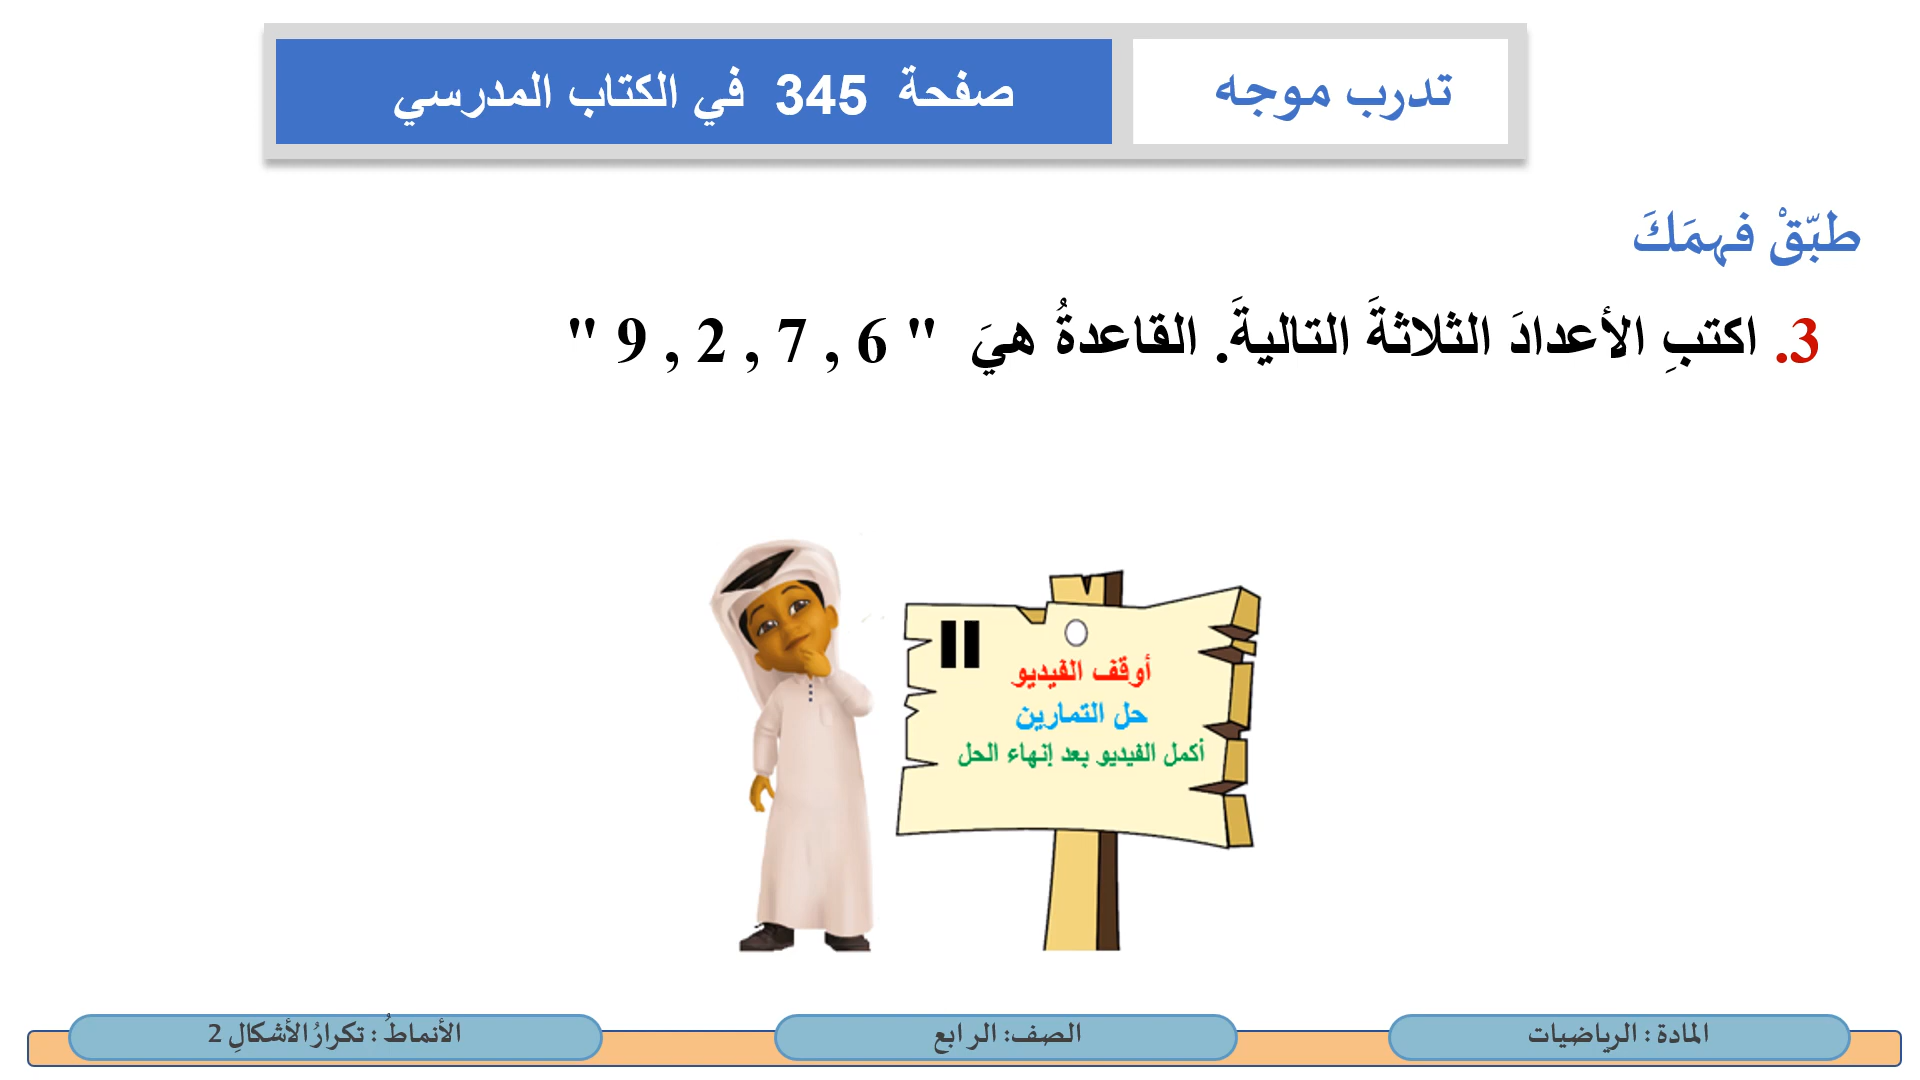 تدرب موجه
صفحة 345 في الكتاب المدرسي
طبّقْ فهمَكَ
3. اكتبِ الأعدادَ الثلاثةَ التاليةَ. القاعدةُ هيَ " 9 , 2 , 7 , 6 "
أوقف الفيديو
حل التمارين
أكمل الفيديو بعد إنهاء الحل
المادة : الرياضيات
الصف: الرابع
الأنماطُ : تكرارُ الأشكالِ 2